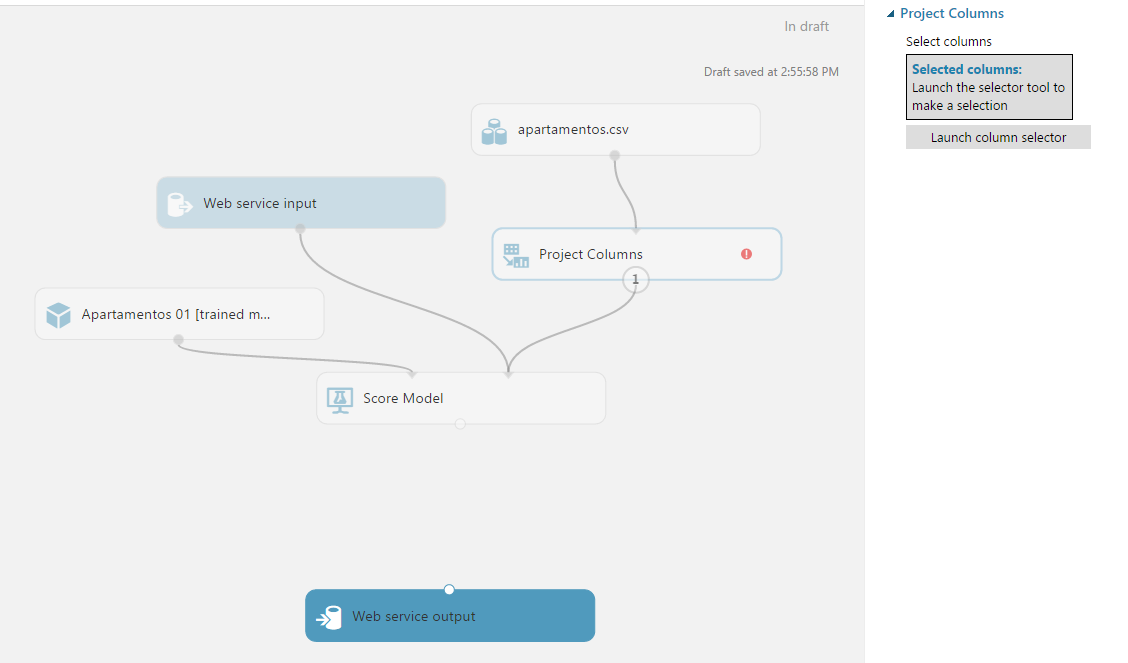 In draft
Draft saved at 2:55:58 PM
apartamentos.csv
Web service input
Project Columns
1
Apartamentos 01 [trained m...
Score Model
Web service output
Project Columns
Select columns
Selected columns:
Launch the selector tool to
make a selection
Launch column selector